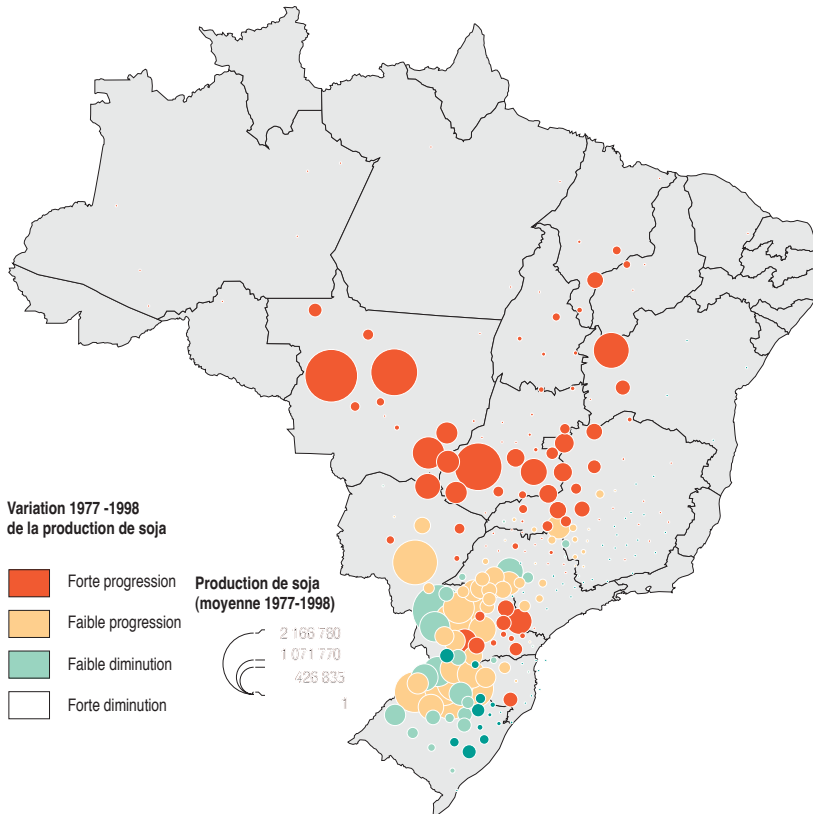 Variation 1977 -1998
de la production de soja
Forte progression
Faible progression
Faible diminution
Forte diminution
Production de soja
(moyenne 1977-1998)
2 166 780
1 071 770
426 835
1